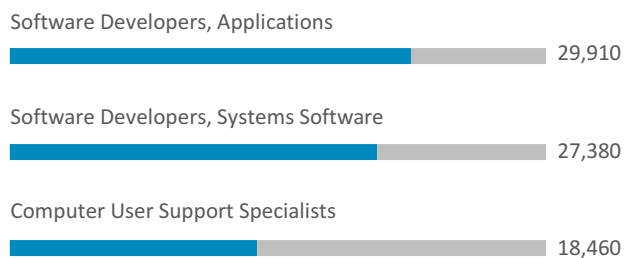 Software Developers, Applications
29,910
Software Developers, Systems Software
27,380
Computer User Support Specialists
18,460